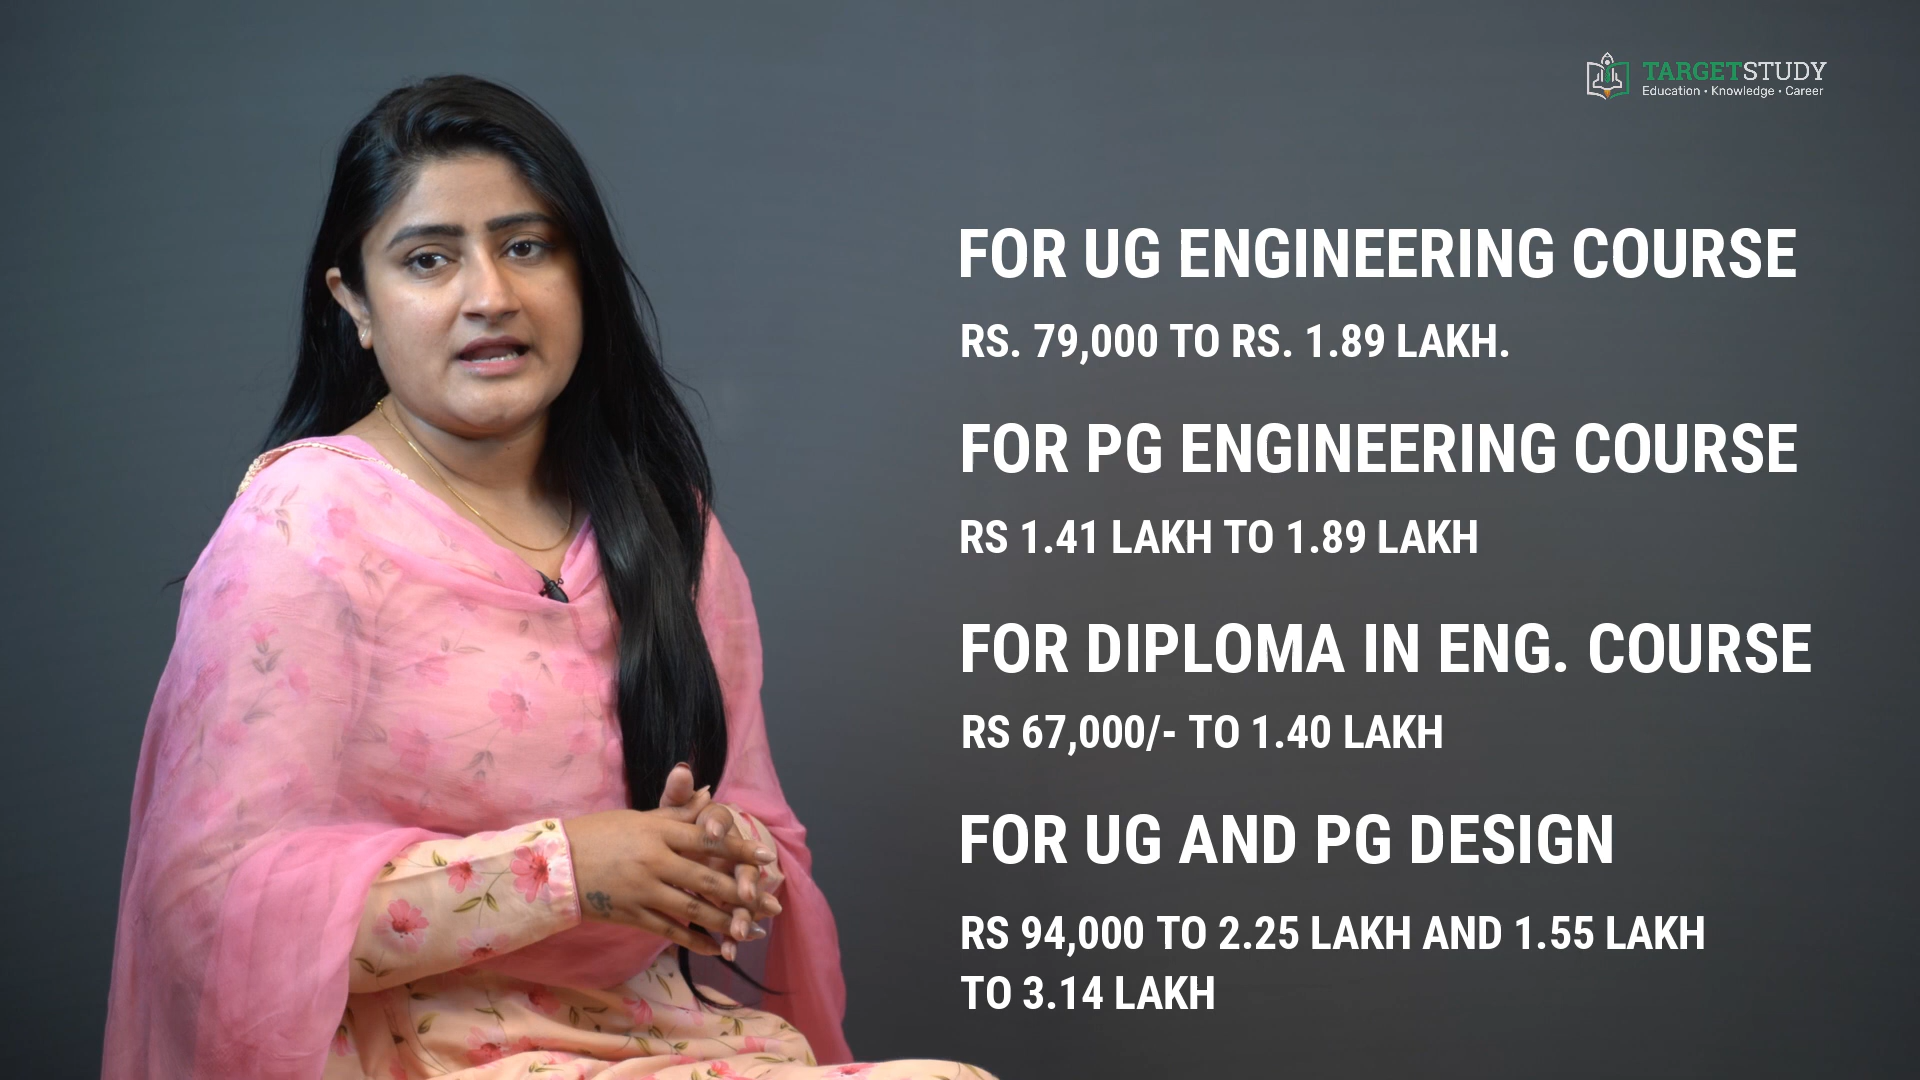 TARGETSTUDY
Education • Knowledge • Career
FOR UG ENGINEERING COURSE
RS. 79,000 TO RS. 1.89 LAKH.
FOR PG ENGINEERING COURSE
RS 1.41 LAKH TO 1.89 LAKH
FOR DIPLOMA IN ENG. COURSE
RS 67,000/- TO 1.40 LAKH
FOR UG AND PG DESIGN
RS 94,000 TO 2.25 LAKH AND 1.55 LAKH
TO 3.14 LAKH